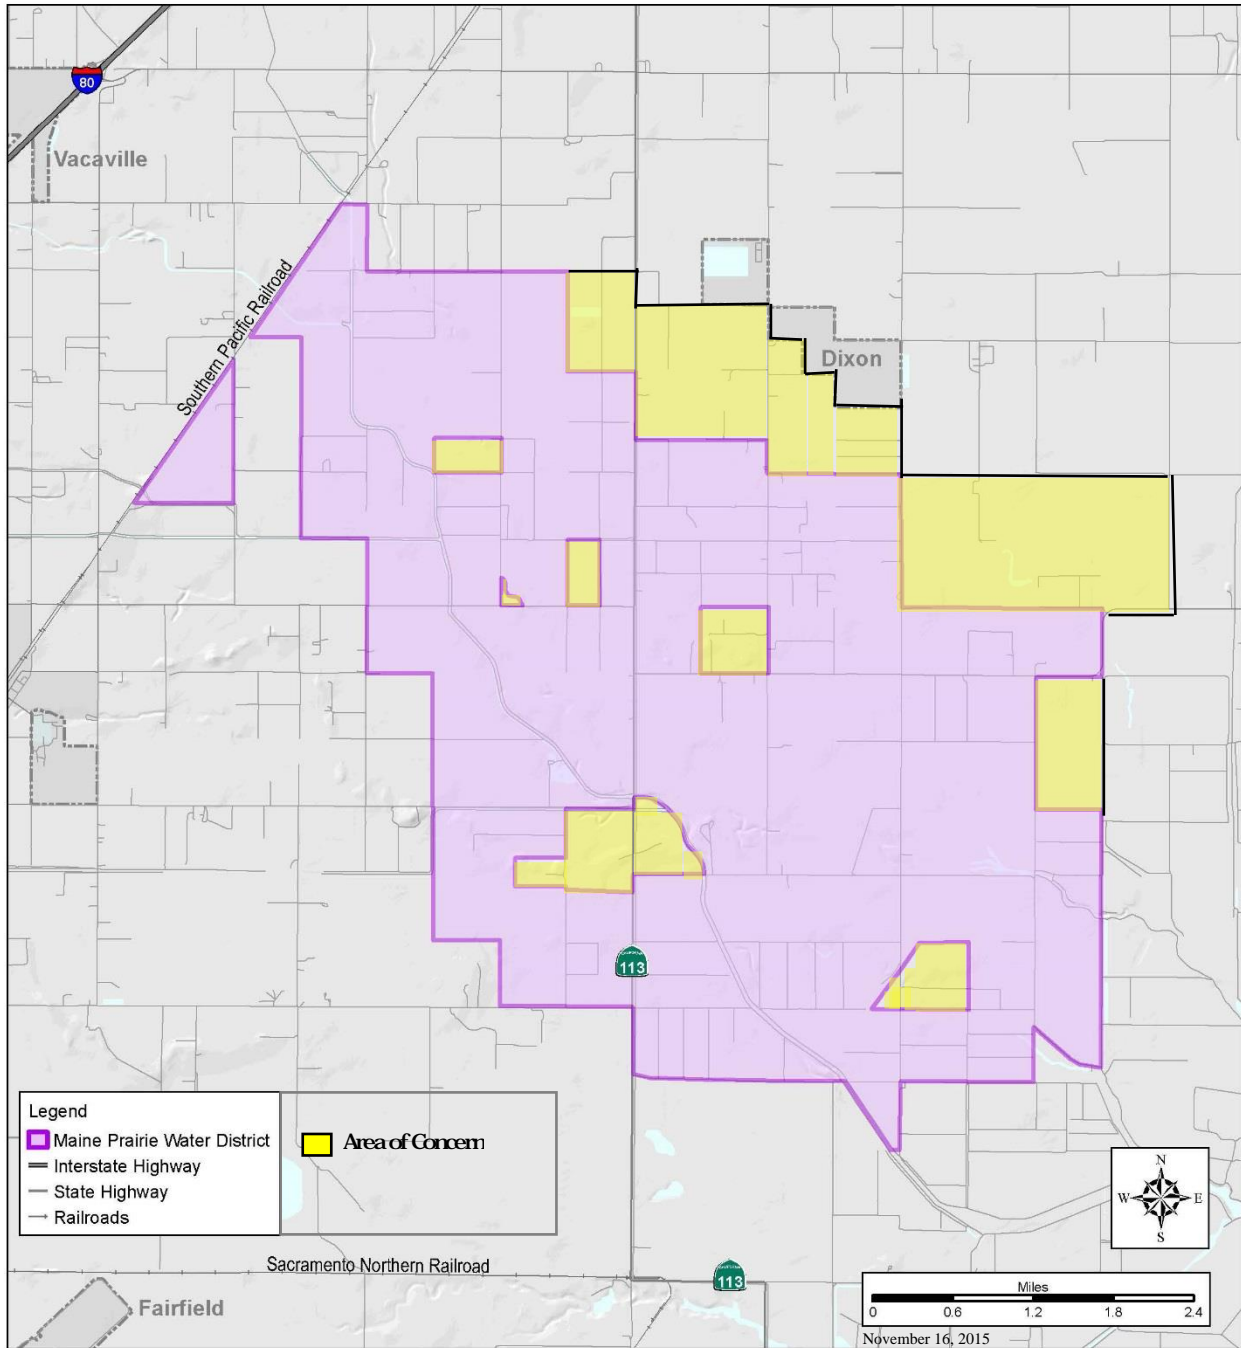 80
Vacaville
Southern Pacific Railroad
Dixon
113
Legend
Maine Prairie Water District
Interstate Highway
State Highway
Railroads
Area of Concern
N
W E
S
Sacramento Northern Railroad
113
Fairfield
Miles
0 0.6 1.2 1.8 2.4
November 16, 2015